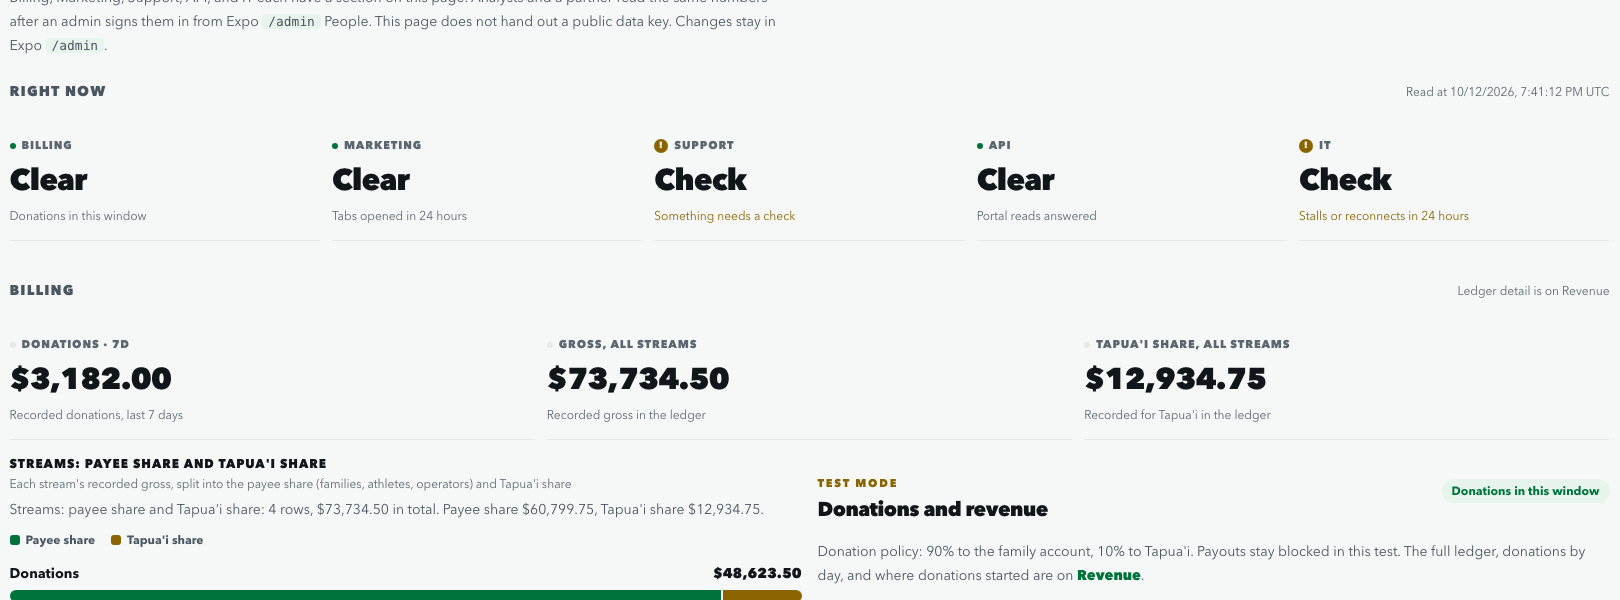 after an admin signs them in from Expo /admin People. This page does not hand out a public data key. Changes stay in
Expo /admin.
RIGHT NOW
Read at 10/12/2026, 7:41:12 PM UTC
BILLING
Clear
Donations in this window
MARKETING
Clear
Tabs opened in 24 hours
! SUPPORT
Check
Something needs a check
API
Clear
Portal reads answered
! IT
Check
Stalls or reconnects in 24 hours
BILLING
Ledger detail is on Revenue
DONATIONS · 7D
$3,182.00
Recorded donations, last 7 days
GROSS, ALL STREAMS
$73,734.50
Recorded gross in the ledger
TAPUA'I SHARE, ALL STREAMS
$12,934.75
Recorded for Tapua'i in the ledger
STREAMS: PAYEE SHARE AND TAPUA'I SHARE
Each stream's recorded gross, split into the payee share (families, athletes, operators) and Tapua'i share
Streams: payee share and Tapua'i share: 4 rows, $73,734.50 in total. Payee share $60,799.75, Tapua'i share $12,934.75.
Payee share
Tapua'i share
Donations
$48,623.50
TEST MODE
Donations and revenue
Donations in this window
Donation policy: 90% to the family account, 10% to Tapua'i. Payouts stay blocked in this test. The full ledger, donations by
day, and where donations started are on Revenue.